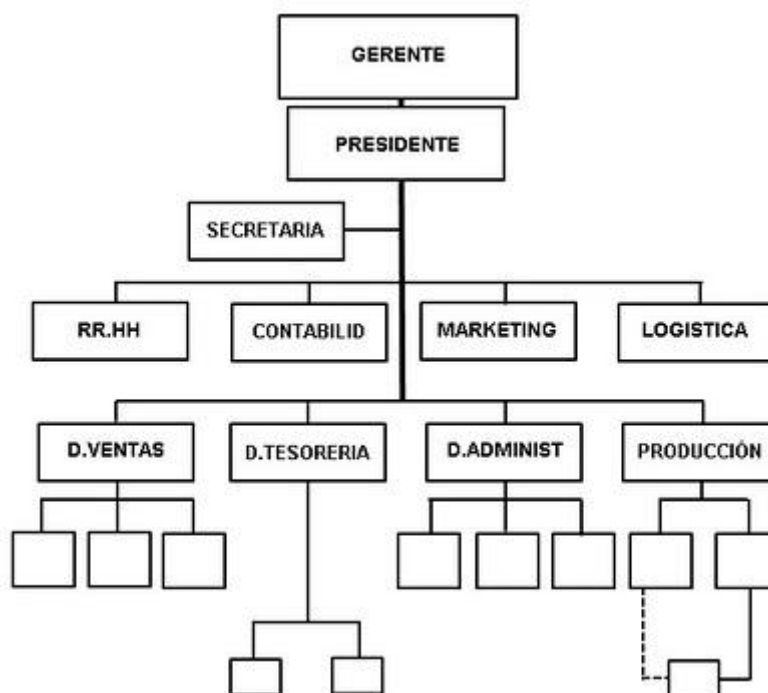 GERENTE
PRESIDENTE
SECRETARIA
RR.HH
CONTABILID
MARKETING
LOGISTICA
D.VENTAS
D.TESORERIA
D.ADMINIST
PRODUCCIÓN